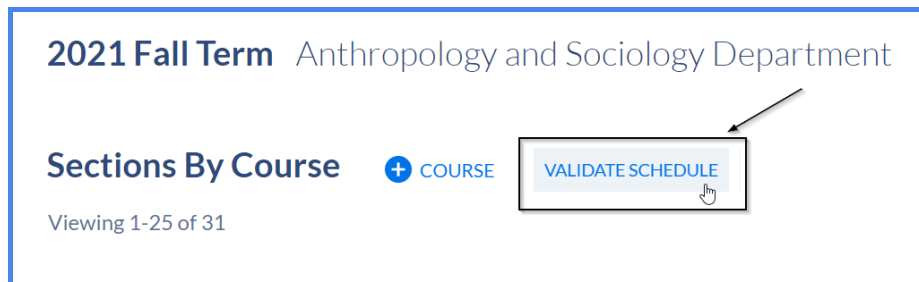 2021 Fall Term Anthropology and Sociology Department
Sections By Course + COURSE VALIDATE SCHEDULE
Viewing 1-25 of 31